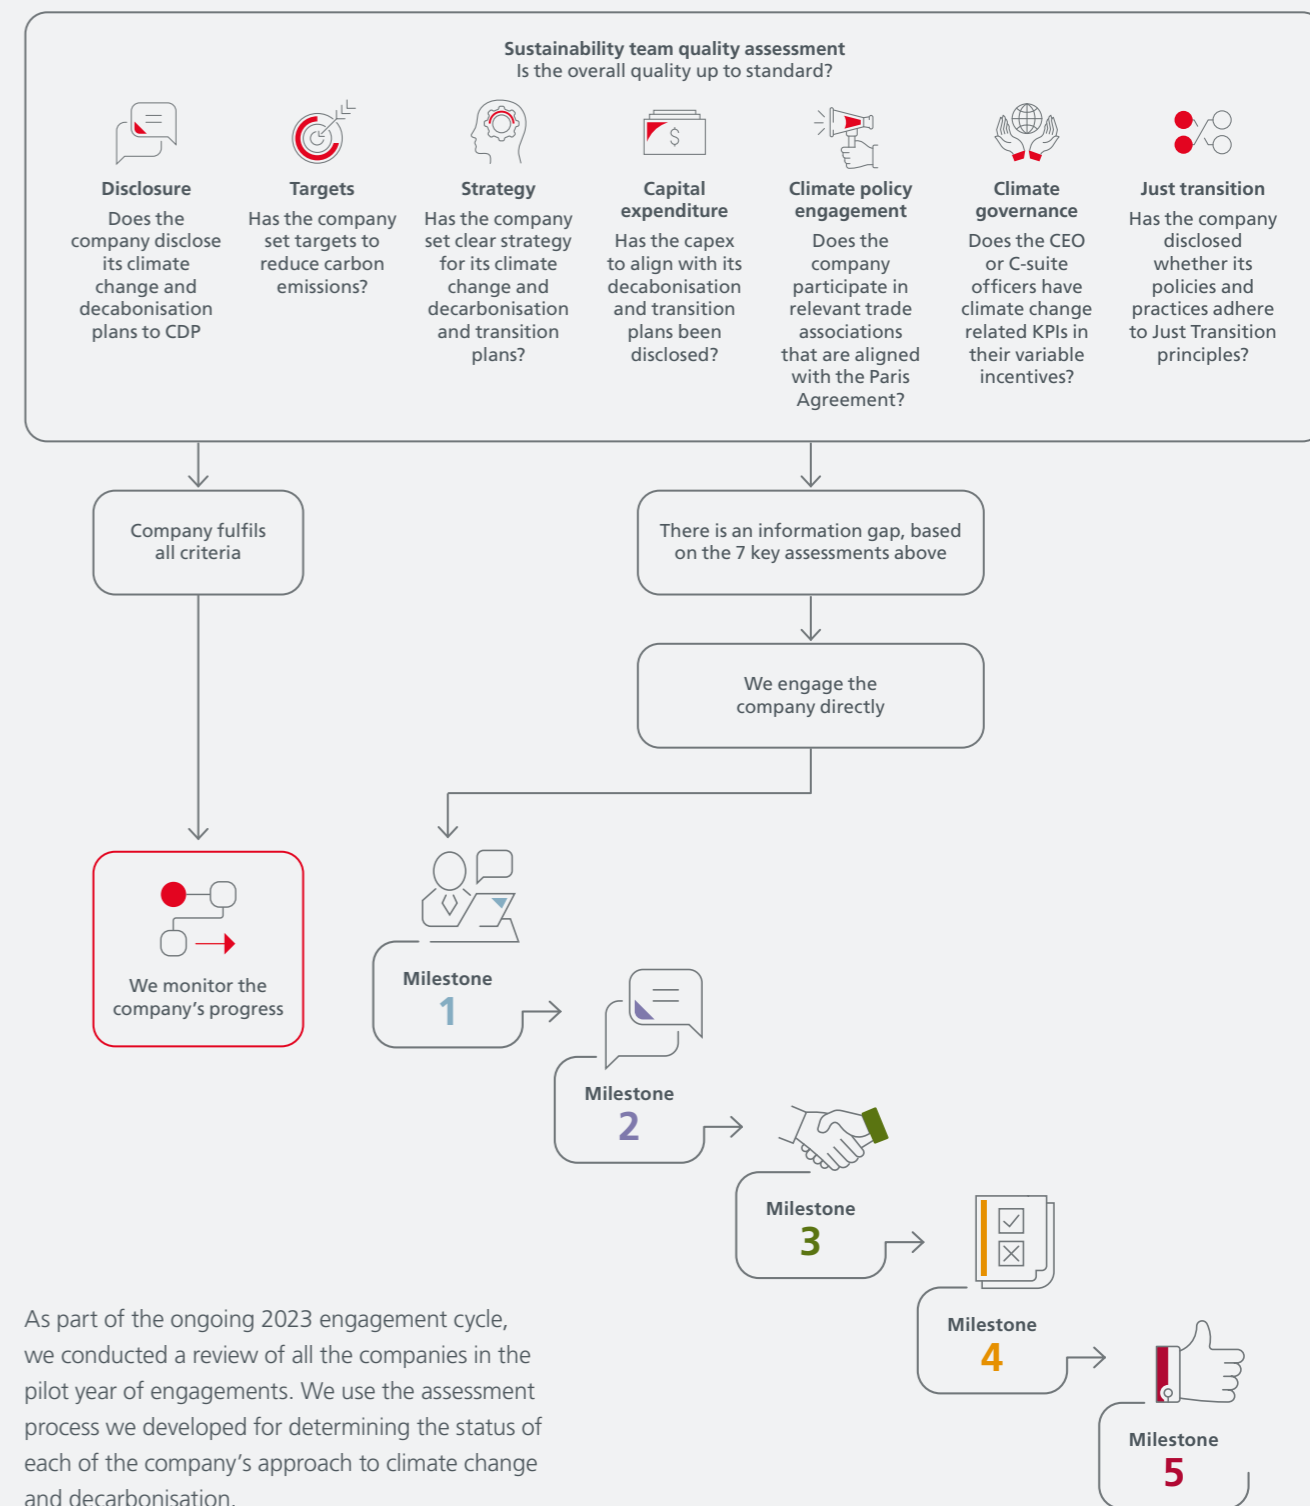 Sustainability team quality assessment
Is the overall quality up to standard?
Disclosure
Does the
company disclose
its climate
change and
decabonisation
plans to CDP
Targets
Has the company
set targets to
reduce carbon
emissions?
Strategy
Has the company
set clear strategy
for its climate
change and
decarbonisation
and transition
plans?
Capital
expenditure
Has the capex
to align with its
decabonisation
and transition
plans been
disclosed?
Climate policy
engagement
Does the
company
participate in
relevant trade
associations
that are aligned
with the Paris
Agreement?
Climate
governance
Does the CEO
or C-suite
officers have
climate change
related KPIs in
their variable
incentives?
Just transition
Has the company
disclosed
whether its
policies and
practices adhere
to Just Transition
principles?
Company fulfils
all criteria
There is an information gap, based
on the 7 key assessments above
We engage the
company directly
We monitor the
company's progress
Milestone
1
Milestone
2
Milestone
3
Milestone
4
Milestone
5
As part of the ongoing 2023 engagement cycle,
we conducted a review of all the companies in the
pilot year of engagements. We use the assessment
process we developed for determining the status of
each of the company's approach to climate change
and decarbonisation.